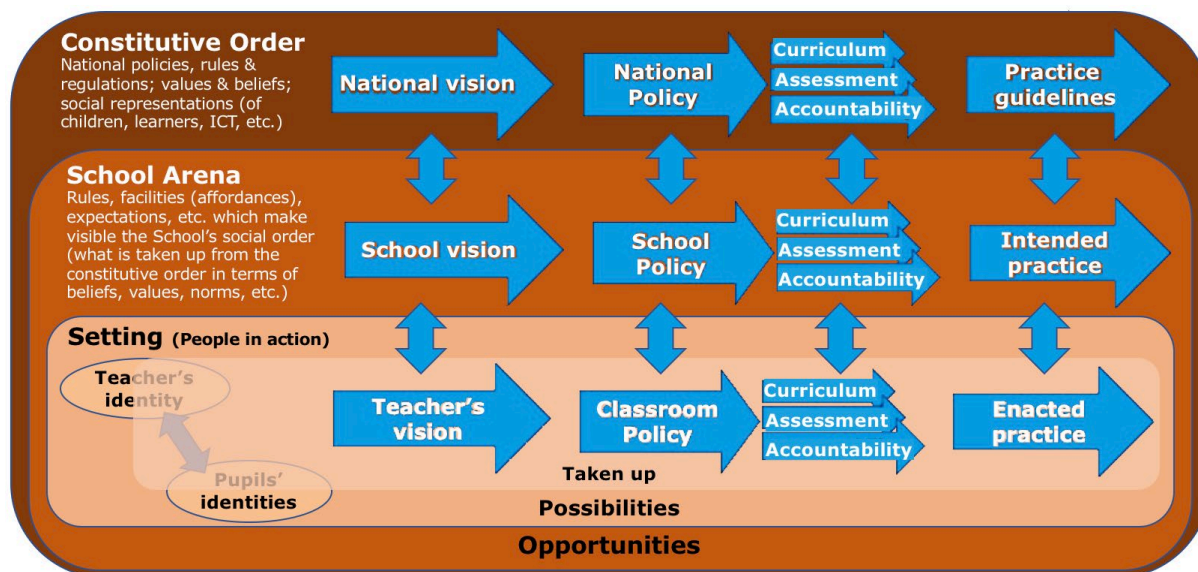 Constitutive Order
National policies, rules &
regulations; values & beliefs;
social representations (of
children, learners, ICT, etc.)
National vision
National
Policy
Curriculum
Assessment
Accountability
Practice
guidelines
School Arena
Rules, facilities (affordances),
expectations, etc. which make
visible the School's social order
(what is taken up from the
constitutive order in terms of
beliefs, values, norms, etc.)
School vision
School
Policy
Curriculum
Assessment
Accountability
Intended
practice
Setting (People in action)
Teacher's
identity
Pupils'
identities
Teacher's
vision
Classroom
Policy
Curriculum
Assessment
Accountability
Enacted
practice
Taken up
Possibilities
Opportunities